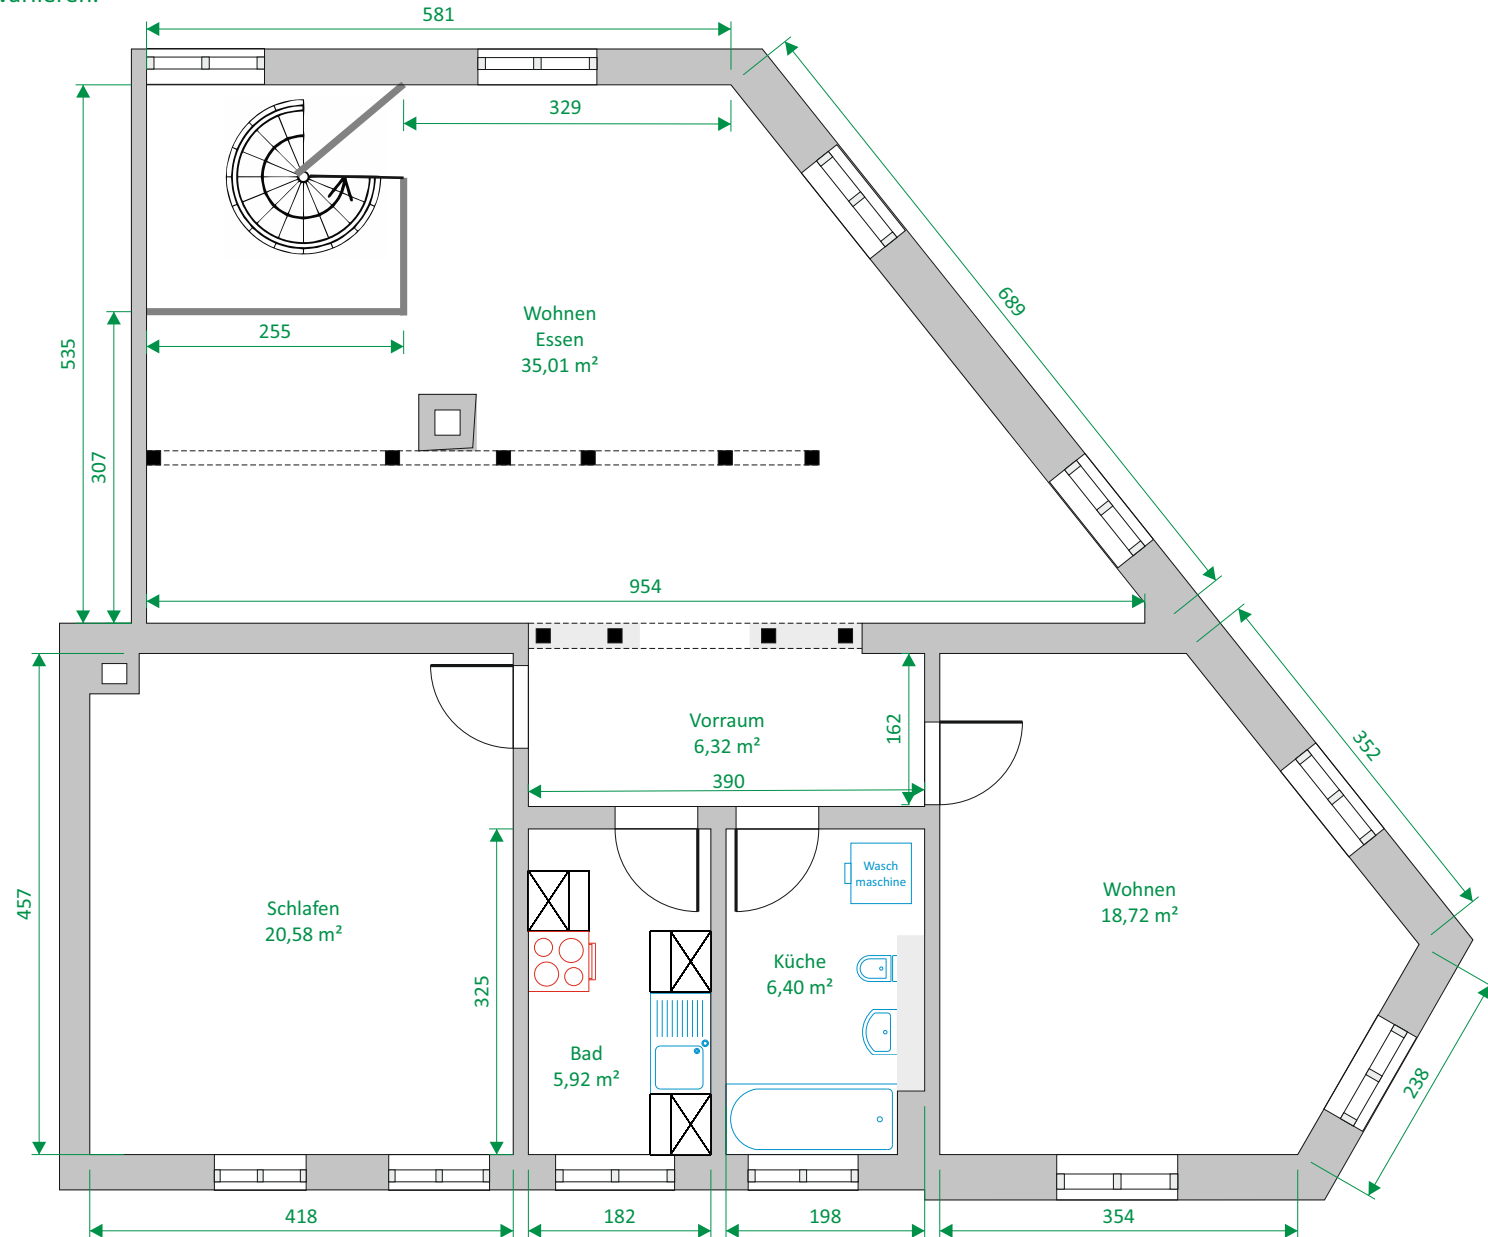 581
329
689
Wohnen
Essen
35,01 m²
255
535
307
954
Vorraum
6,32 m²
162
390
352
457
Schlafen
20,58 m²
325
Wasch
maschine
Küche
6,40 m²
Wohnen
18,72 m²
Bad
5,92 m²
238
418
182
198
354